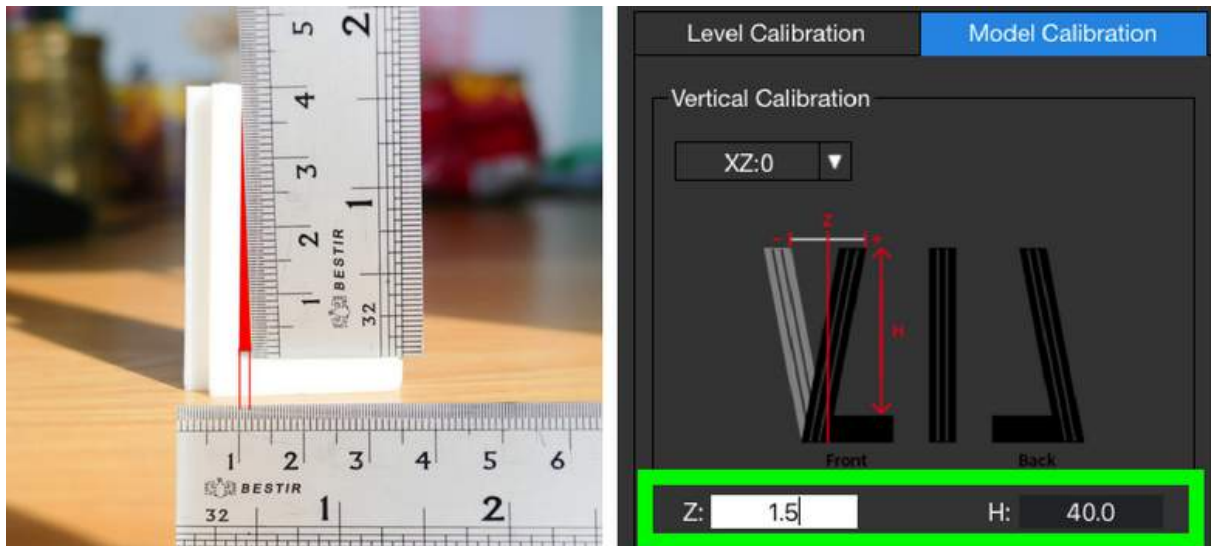 5
2
4
3
1
2
BESTIR
1
32
1 2 3 4 5 6
BESTIR
32 1 2
Level Calibration Model Calibration
Vertical Calibration
XZ:0 ▼
Z
- +
H
Front Back
Z: 1.5 H: 40.0